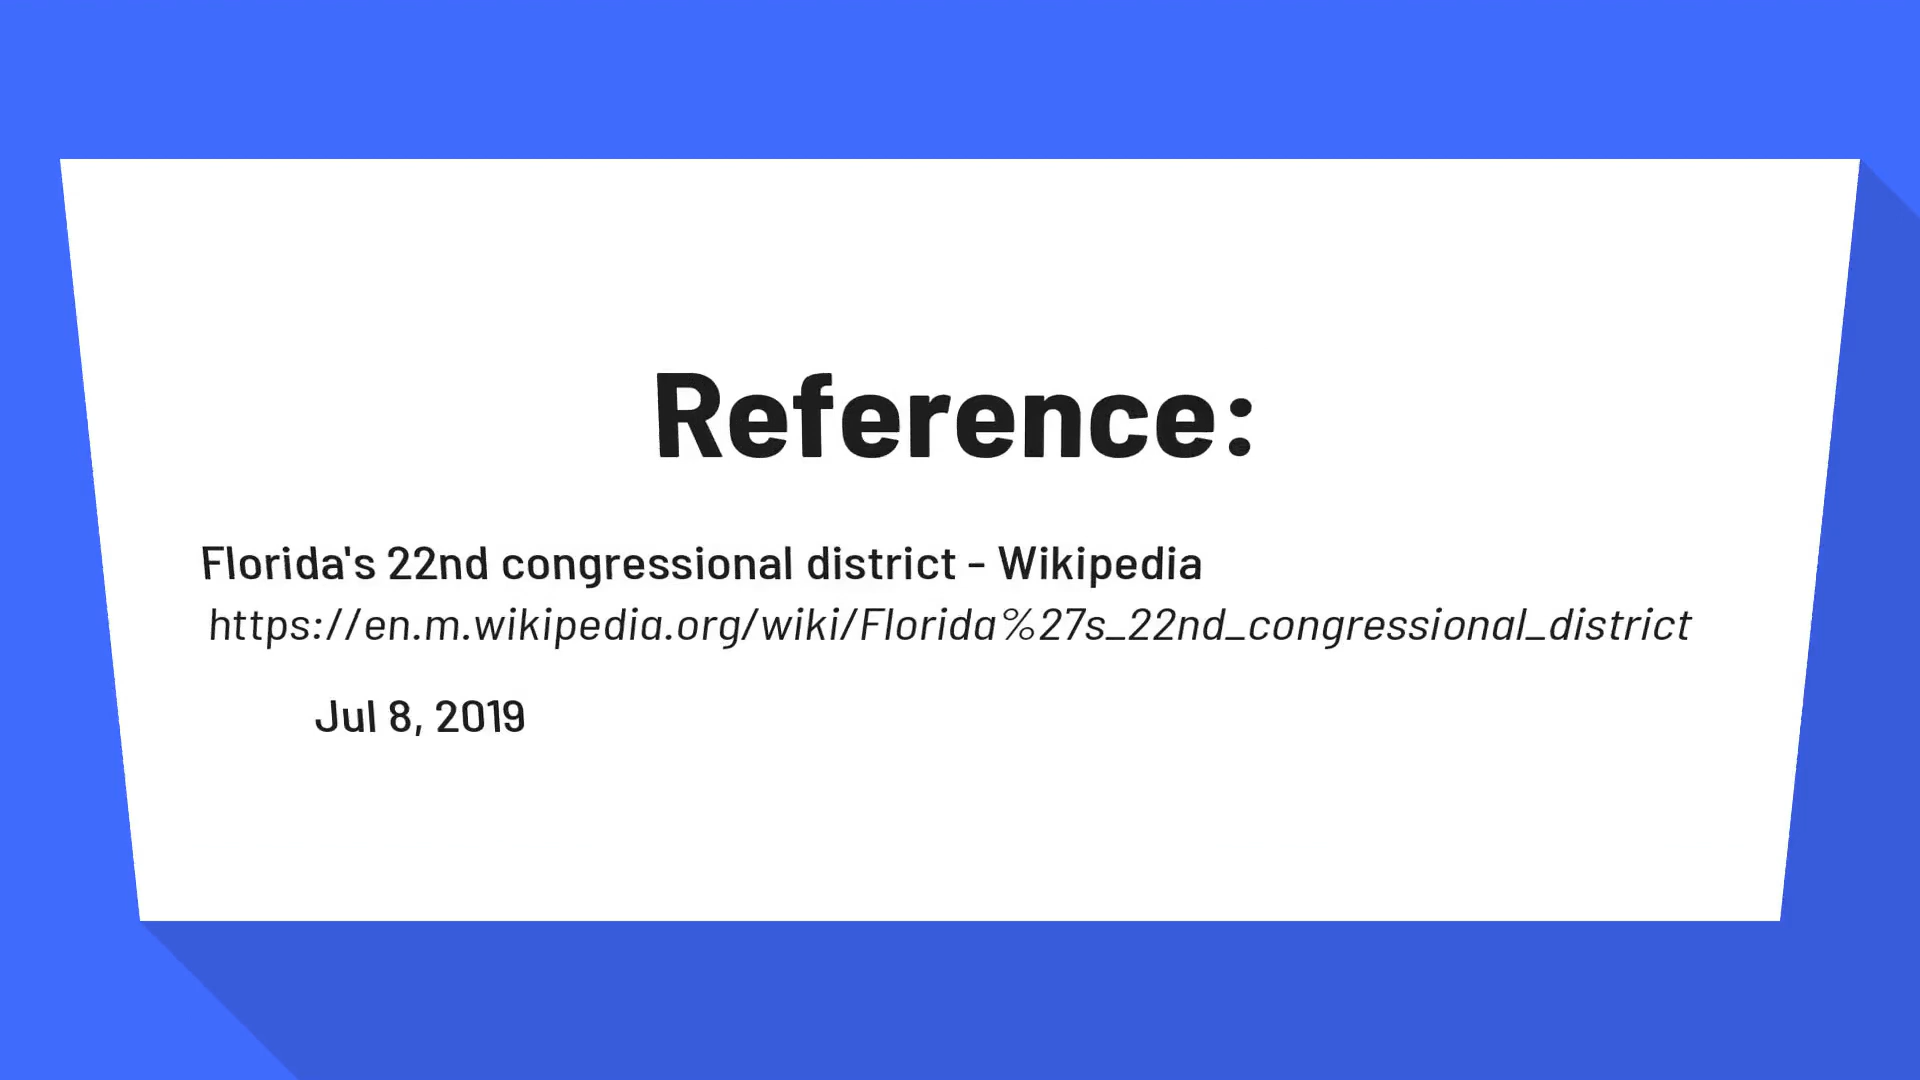 Reference:
Florida's 22nd congressional district - Wikipedia
https://en.m.wikipedia.org/wiki/Florida%27s_22nd_congressional_district
Jul 8, 2019